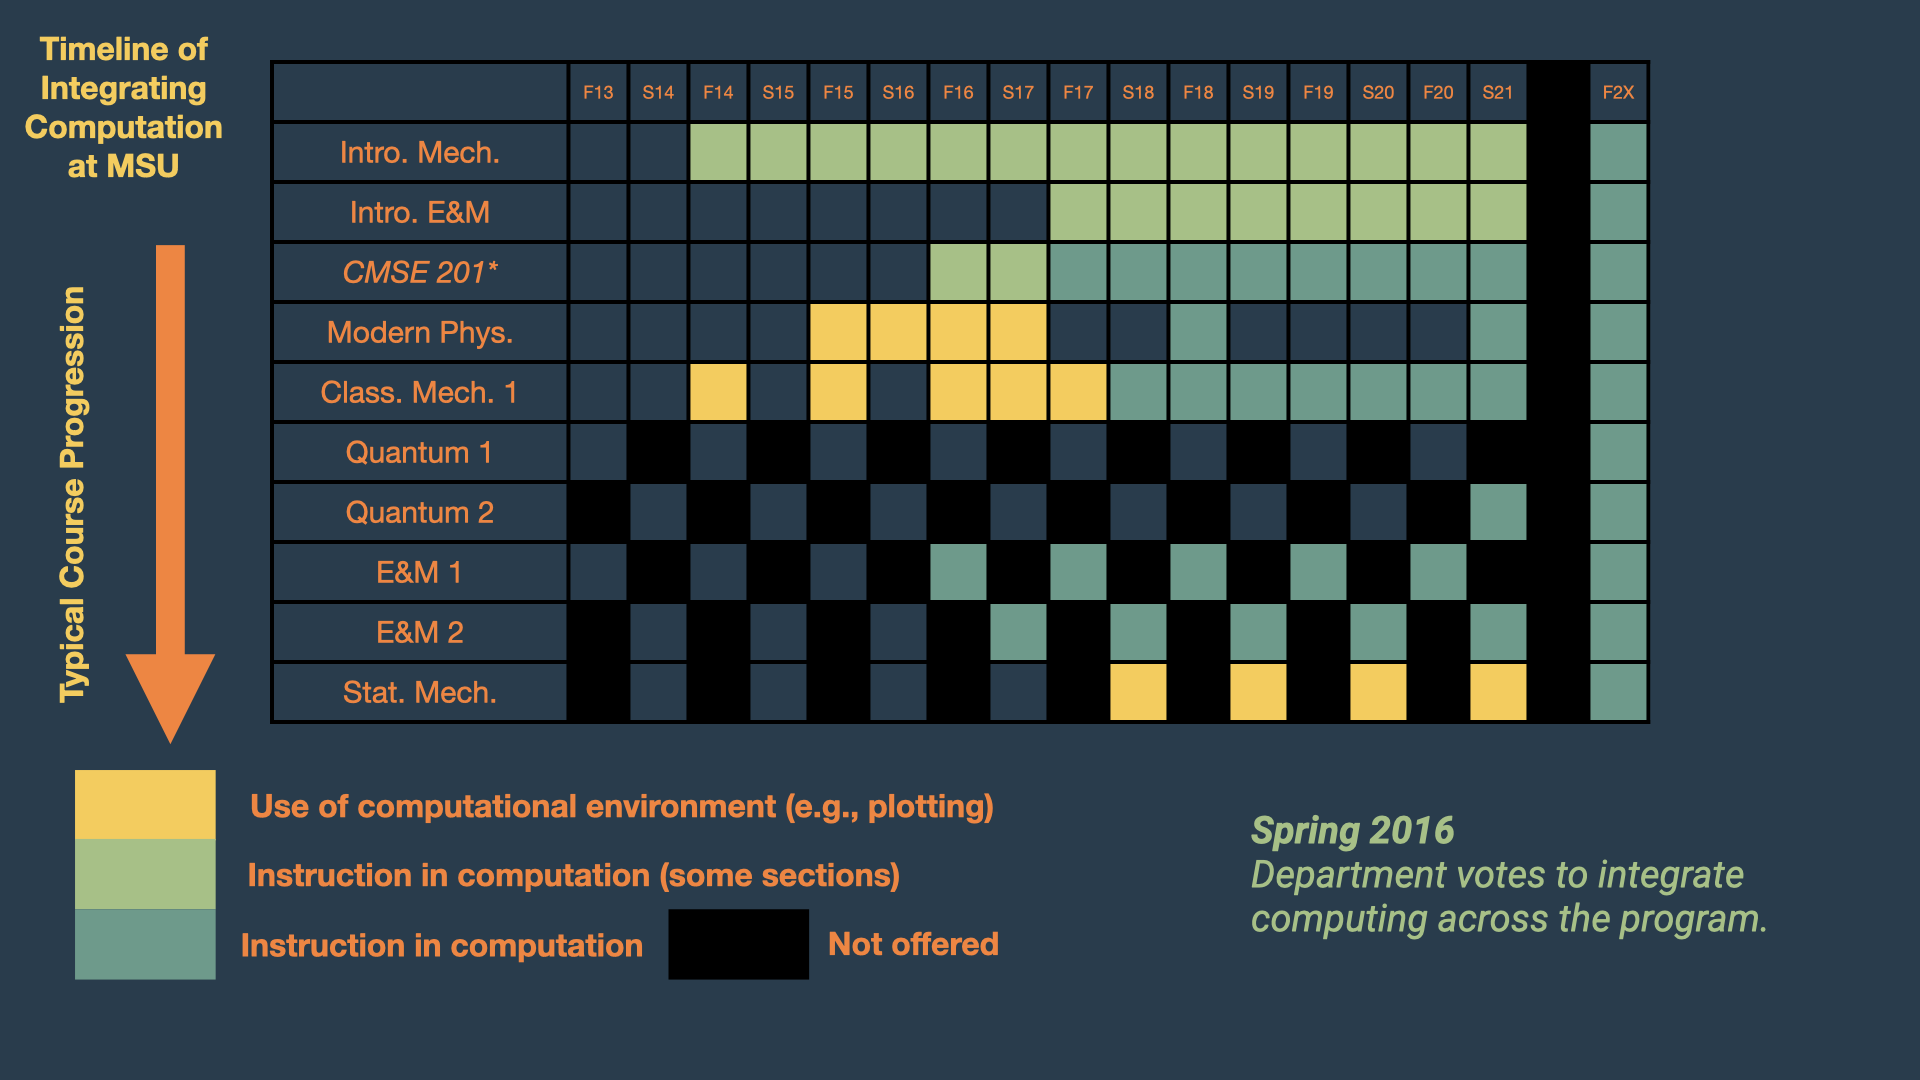 Timeline of
Integrating
Computation
at MSU
F13 S14 F14 S15 F15 S16 F16 S17 F17 S18 F18 S19 F19 S20 F20 S21 F2X
Intro. Mech.
Intro. E&M
CMSE 201*
Modern Phys.
Class. Mech. 1
Quantum 1
Quantum 2
E&M 1
E&M 2
Stat. Mech.
Typical Course Progression
Use of computational environment (e.g., plotting)
Instruction in computation (some sections)
Instruction in computation
Not offered
Spring 2016
Department votes to integrate
computing across the program.